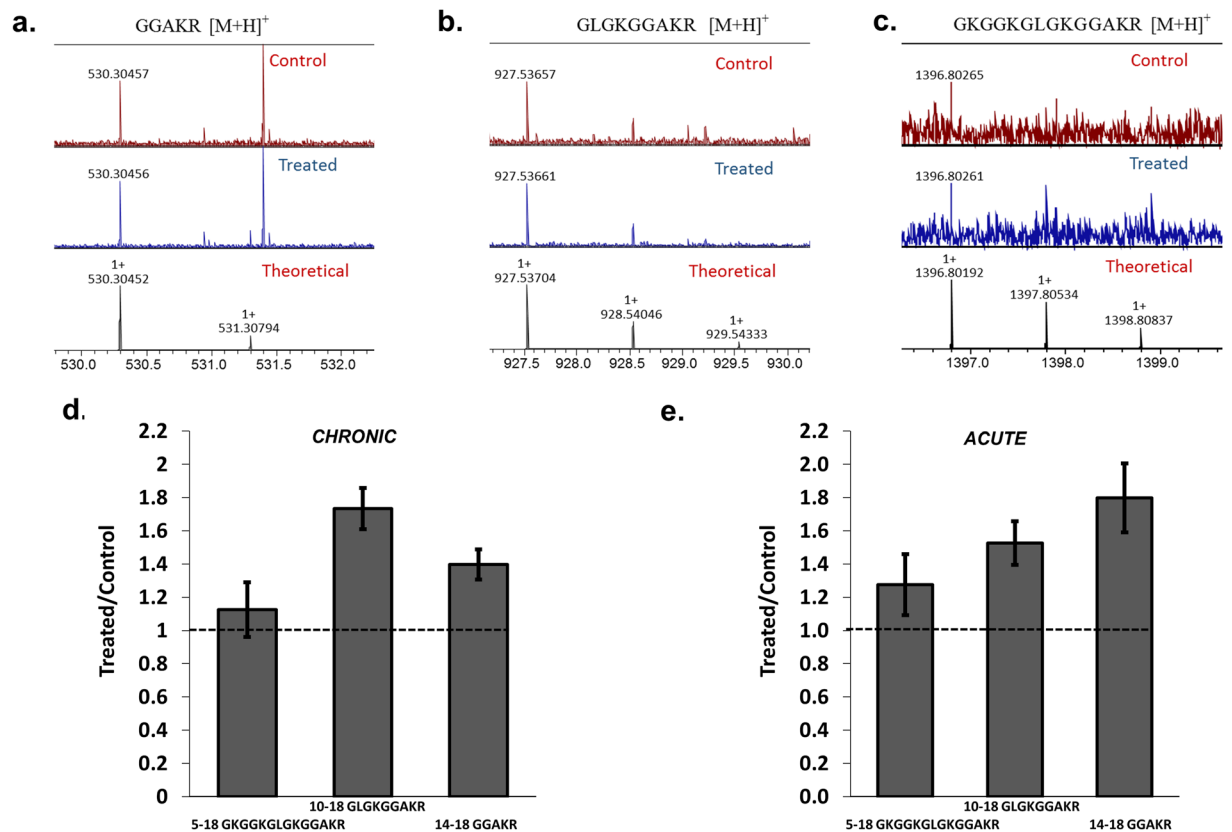 a.
GGAKR [M+H]+
Control
530.30457
Treated
530.30456
Theoretical
1+
530.30452
1+
531.30794
530.0 530.5 531.0 531.5 532.0
b.
GLGKGGAKR [M+H]+
Control
927.53657
Treated
927.53661
Theoretical
1+
927.53704
1+
928.54046
1+
929.54333
927.5 928.0 928.5 929.0 929.5 930.0
c.
GKGGKGLGKGGAKR [M+H]+
Control
1396.80265
Treated
1396.80261
Theoretical
1+
1396.80192
1+
1397.80534
1+
1398.80837
1397.0 1398.0 1399.0
d.
CHRONIC
Treated/Control
2.2
2
1.8
1.6
1.4
1.2
1
0.8
0.6
0.4
0.2
0
10-18 GLGKGGAKR
5-18 GKGGKGLGKGGAKR 14-18 GGAKR
e.
ACUTE
Treated/Control
2.2
2.0
1.8
1.6
1.4
1.2
1.0
0.8
0.6
0.4
0.2
0.0
10-18 GLGKGGAKR
5-18 GKGGKGLGKGGAKR 14-18 GGAKR